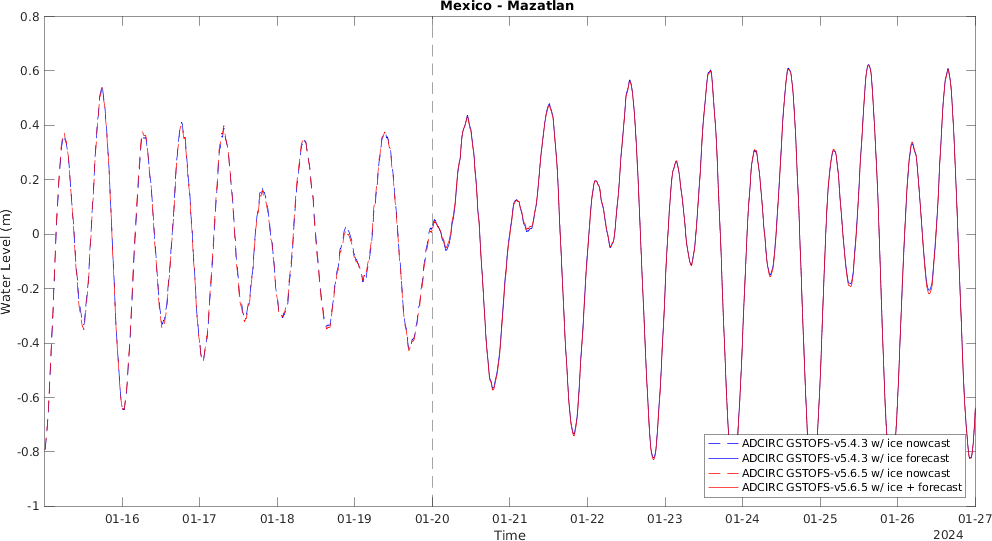 Mexico - Mazatlan
0.8
0.6
0.4
0.2
0
-0.2
-0.4
-0.6
-0.8
-1
Water Level (m)
ADCIRC GSTOFS-v5.4.3 w/ ice nowcast
ADCIRC GSTOFS-v5.4.3 w/ ice forecast
ADCIRC GSTOFS-v5.6.5 w/ ice nowcast
ADCIRC GSTOFS-v5.6.5 w/ ice + forecast
01-16 01-17 01-18 01-19 01-20 01-21 01-22 01-23 01-24 01-25 01-26 01-27
Time
2024